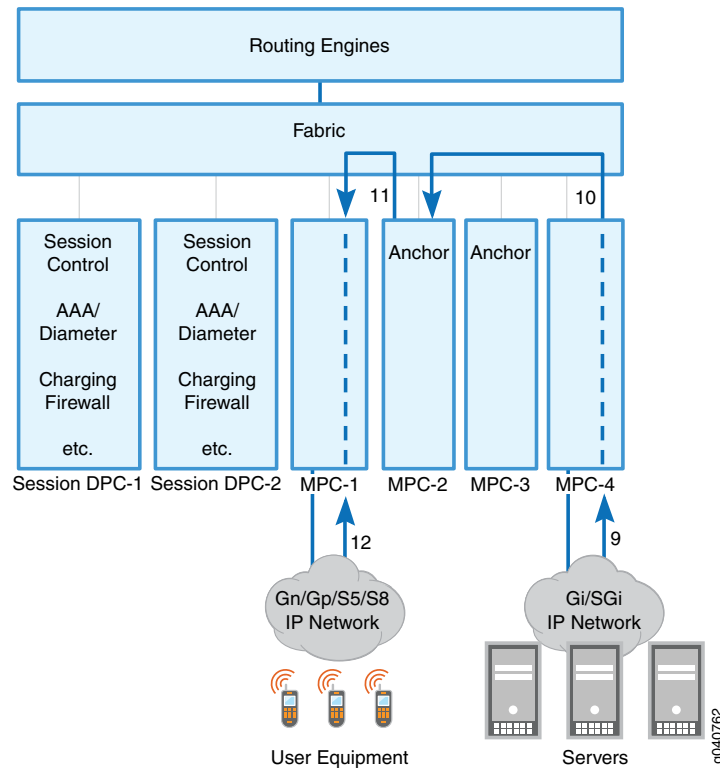 Routing Engines
Fabric
11
10
Session
Control
AAA/
Diameter
Charging
Firewall
etc.
Session
Control
AAA/
Diameter
Charging
Firewall
etc.
Anchor
Anchor
Session DPC-1
Session DPC-2
MPC-1
MPC-2
MPC-3
MPC-4
12
9
Gn/Gp/S5/S8
IP Network
Gi/SGi
IP Network
User Equipment
Servers
g040762